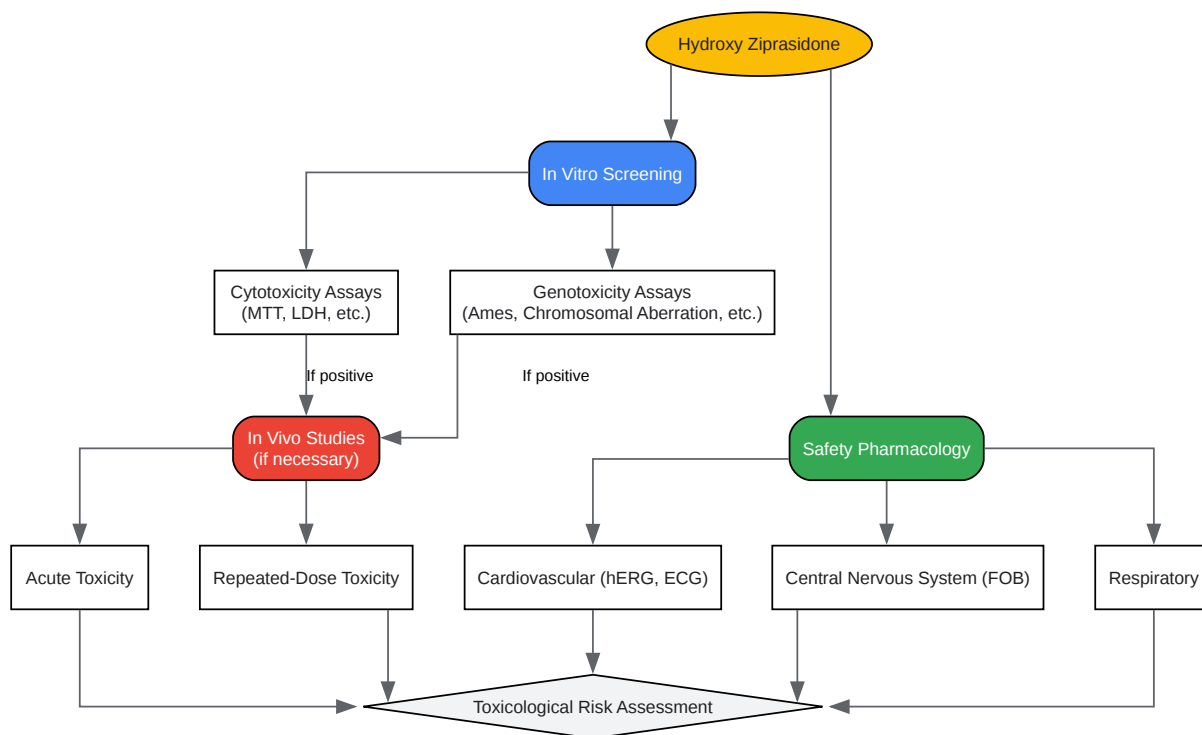 Hydroxy Ziprasidone
In Vitro Screening
Cytotoxicity Assays
(MTT, LDH, etc.)
Genotoxicity Assays
(Ames, Chromosomal Aberration, etc.)
If positive
If positive
In Vivo Studies
(if necessary)
Safety Pharmacology
Acute Toxicity
Repeated-Dose Toxicity
Cardiovascular (hERG, ECG)
Central Nervous System (FOB)
Respiratory
Toxicological Risk Assessment